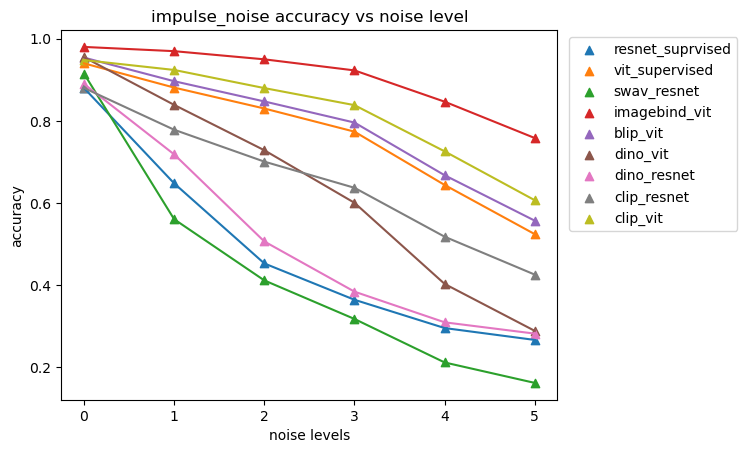 impulse_noise accuracy vs noise level
1.0
0.8
0.6
0.4
0.2
accuracy
0 1 2 3 4 5
noise levels
resnet_suprvised
vit_supervised
swav_resnet
imagebind_vit
blip_vit
dino_vit
dino_resnet
clip_resnet
clip_vit